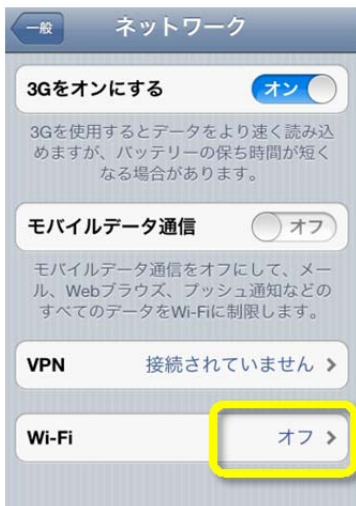 一般
ネットワーク
3Gをオンにする
オン
3Gを使用するとデータをより速く読み込
めますが、バッテリーの保ち時間が短く
なる場合があります。
モバイルデータ通信
オフ
モバイルデータ通信をオフにして、メー
ル、Webブラウズ、プッシュ通知などの
すべてのデータをWi-Fiに制限します。
VPN 接続されていません >
Wi-Fi オフ >